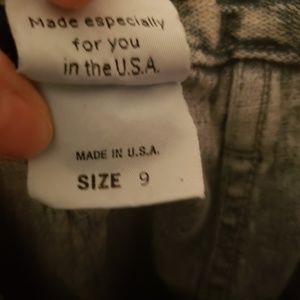 Made especially
for you
in the U.S.A.
MADE IN U.S.A.
SIZE 9